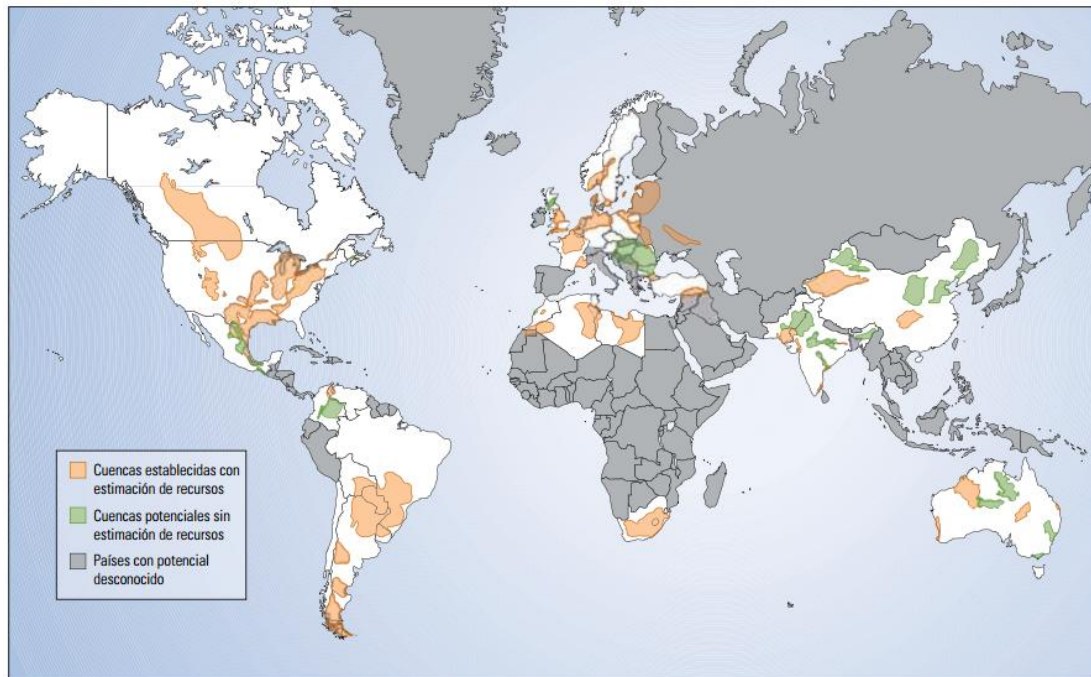 Cuencas establecidas con
estimación de recursos
Cuencas potenciales sin
estimación de recursos
Países con potencial
desconocido